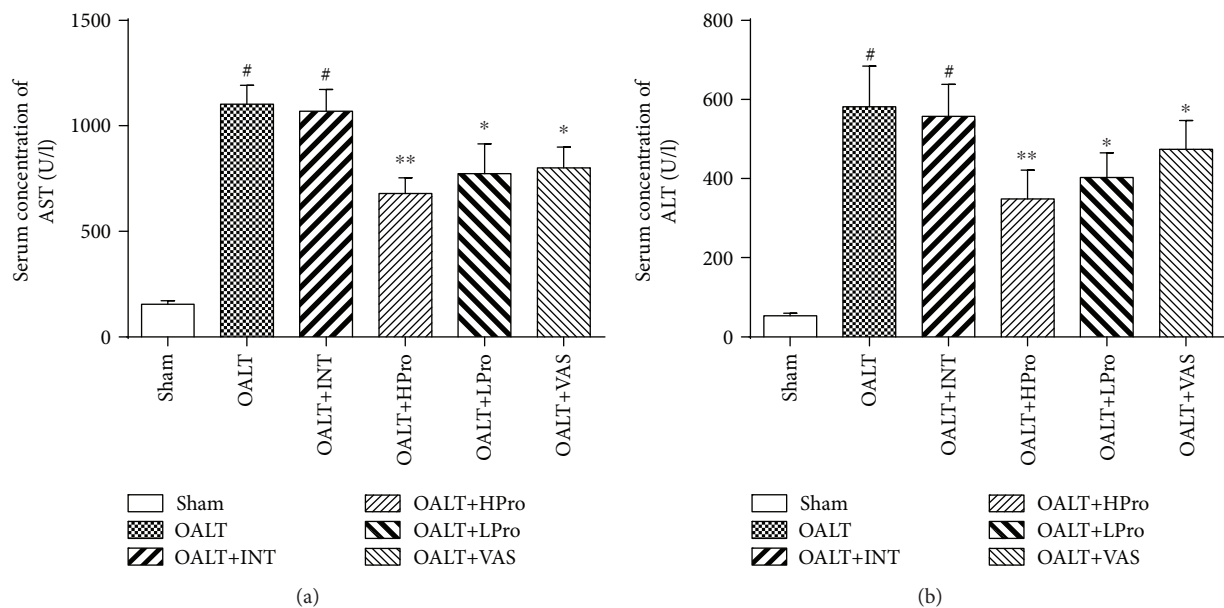 Serum concentration of
AST (U/l)
1500
1000
500
0
#
#
**
*
*
Sham
OALT
OALT+INT
OALT+HPro
OALT+LPro
OALT+VAS
Sham
OALT
OALT+INT
OALT+HPro
OALT+LPro
OALT+VAS
(a)
Serum concentration of
ALT (U/l)
800
600
400
200
0
#
#
**
*
*
Sham
OALT
OALT+INT
OALT+HPro
OALT+LPro
OALT+VAS
Sham
OALT
OALT+INT
OALT+HPro
OALT+LPro
OALT+VAS
(b)